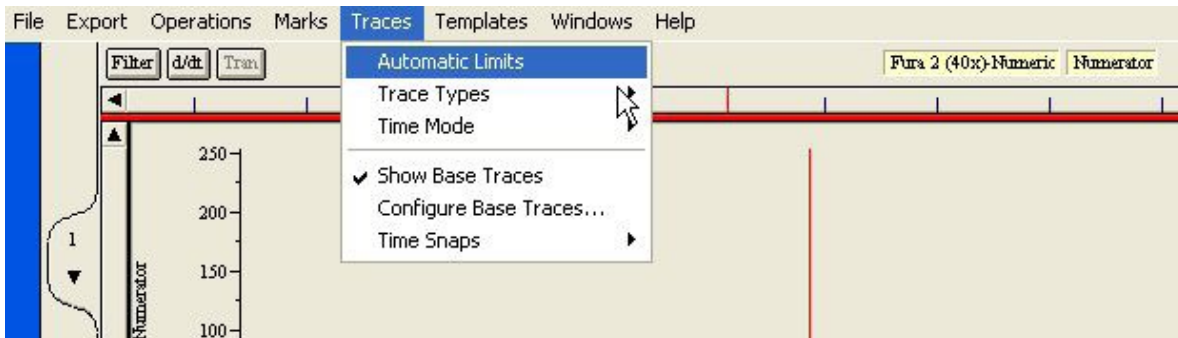 File Export Operations Marks Traces Templates Windows Help
Filter d/dt Tran Fura 2 (40x)-Numeric Numerator
Automatic Limits
Trace Types
Time Mode
Show Base Traces
Configure Base Traces...
Time Snaps
250
200
1
150
100
Numerator